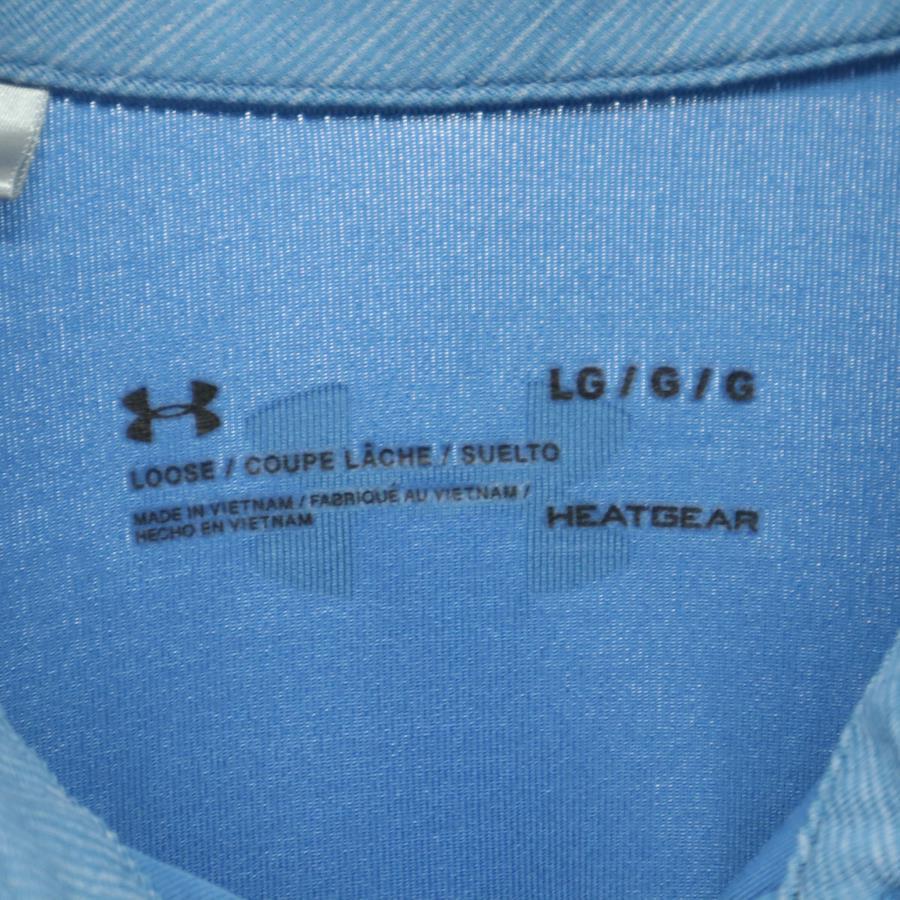 LG / G / G
LOOSE / COUPE LÂCHE / SUELTO
MADE IN VIETNAM / FABRIQUÉ AU VIETNAM /
HECHO EN VIETNAM
HEATGEAR